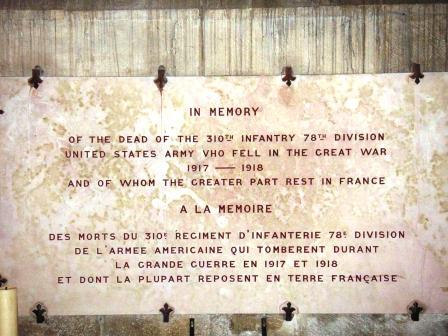 IN MEMORY
OF THE DEAD OF THE 310TH INFANTRY 78TH DIVISION
UNITED STATES ARMY WHO FELL IN THE GREAT WAR
1917 — 1918
AND OF WHOM THE GREATER PART REST IN FRANCE
A LA MEMOIRE
DES MORTS DU 310E REGIMENT D'INFANTERIE 78E DIVISION
DE L'ARMEE AMERICAINE QUI TOMBERENT DURANT
LA GRANDE GUERRE EN 1917 ET 1918
ET DONT LA PLUPART REPOSENT EN TERRE FRANÇAISE